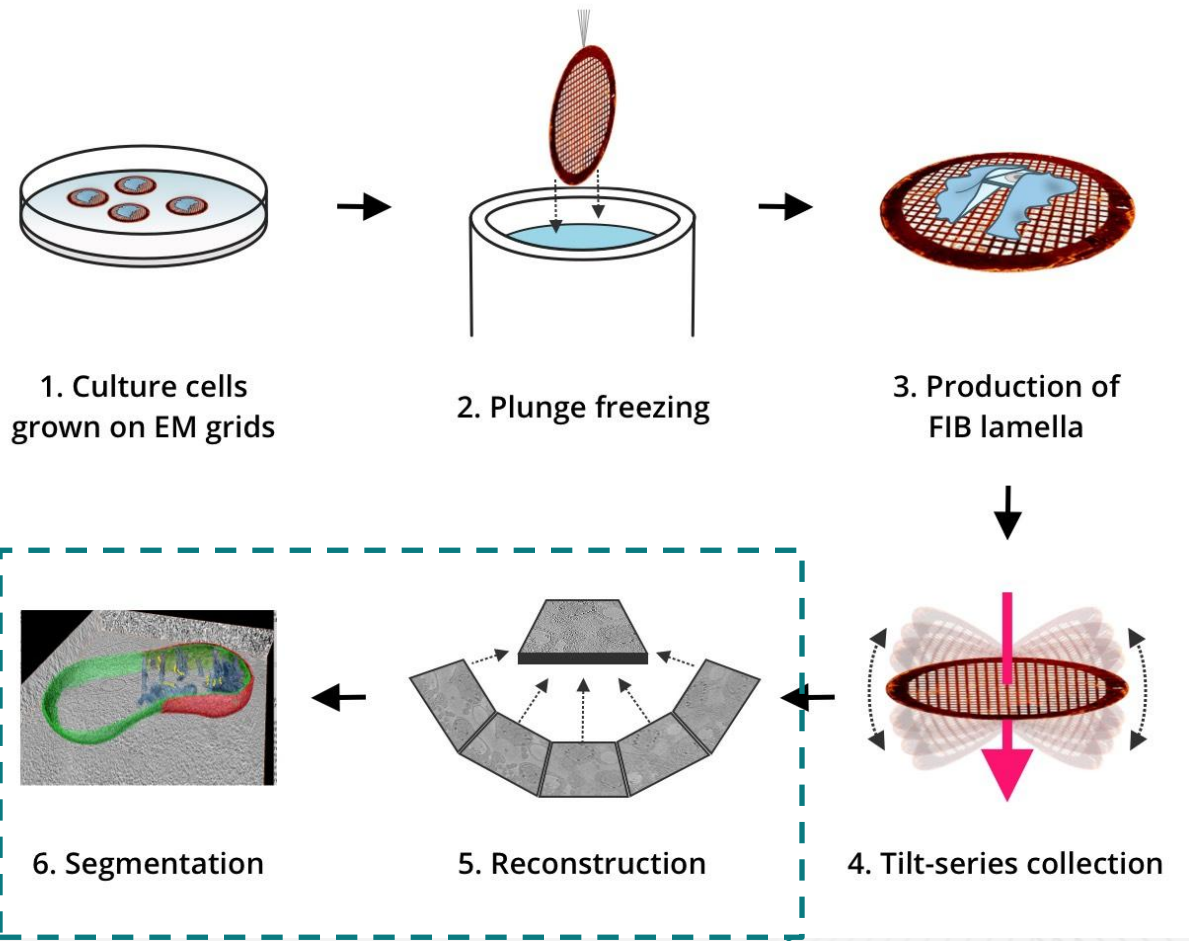 1. Culture cells
grown on EM grids
2. Plunge freezing
3. Production of
FIB lamella
4. Tilt-series collection
5. Reconstruction
6. Segmentation